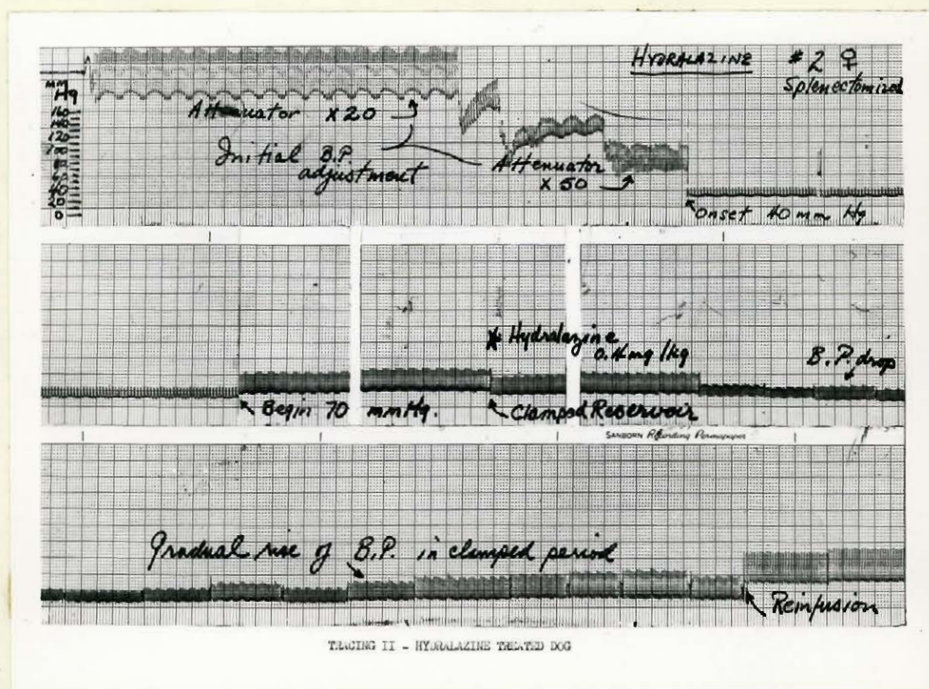 HYDRALAZINE #2 ♀
Splenectomized
MM
Hg
160
140
120
100
80
60
40
20
0
Attenuator X20
Initial B.P.
adjustment
Attenuator
X 50
Onset 40 mm Hg
Hydralazine
0.4mg/kg
B.P. drop
Begin 70 mmHg.
Clamped Reservoir
SANBORN Recording Permapaper
Gradual rise of B.P. in clamped period
Reinfusion
TRACING II - HYDRALAZINE TREATED DOG